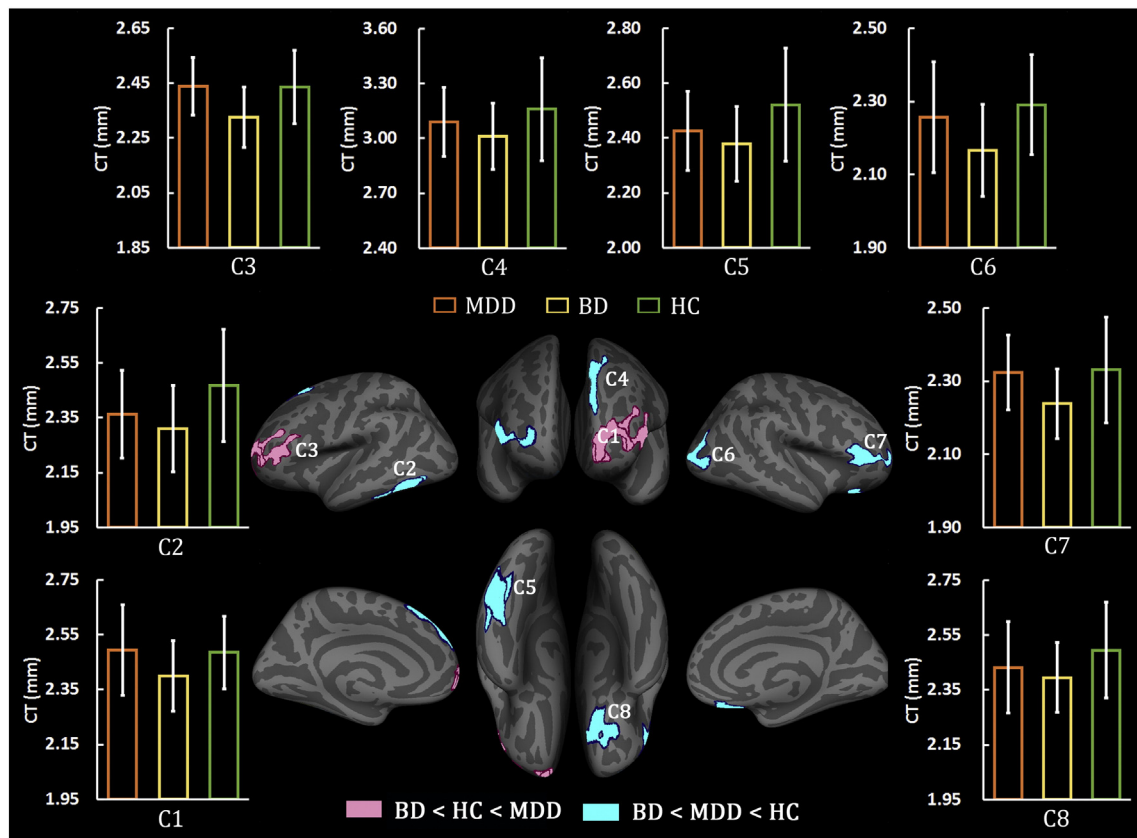 2.65
2.45
2.25
2.05
1.85
CT (mm)
C3
3.60
3.30
3.00
2.70
2.40
CT (mm)
C4
2.80
2.60
2.40
2.20
2.00
CT (mm)
C5
2.50
2.30
2.10
1.90
CT (mm)
C6
MDD BD HC
2.75
2.55
2.35
2.15
1.95
CT (mm)
C2
C3
C2
C4
C1
C6
C7
2.50
2.30
2.10
1.90
CT (mm)
C7
2.75
2.55
2.35
2.15
1.95
CT (mm)
C1
C5
C8
2.75
2.55
2.35
2.15
1.95
CT (mm)
C8
BD < HC < MDD BD < MDD < HC